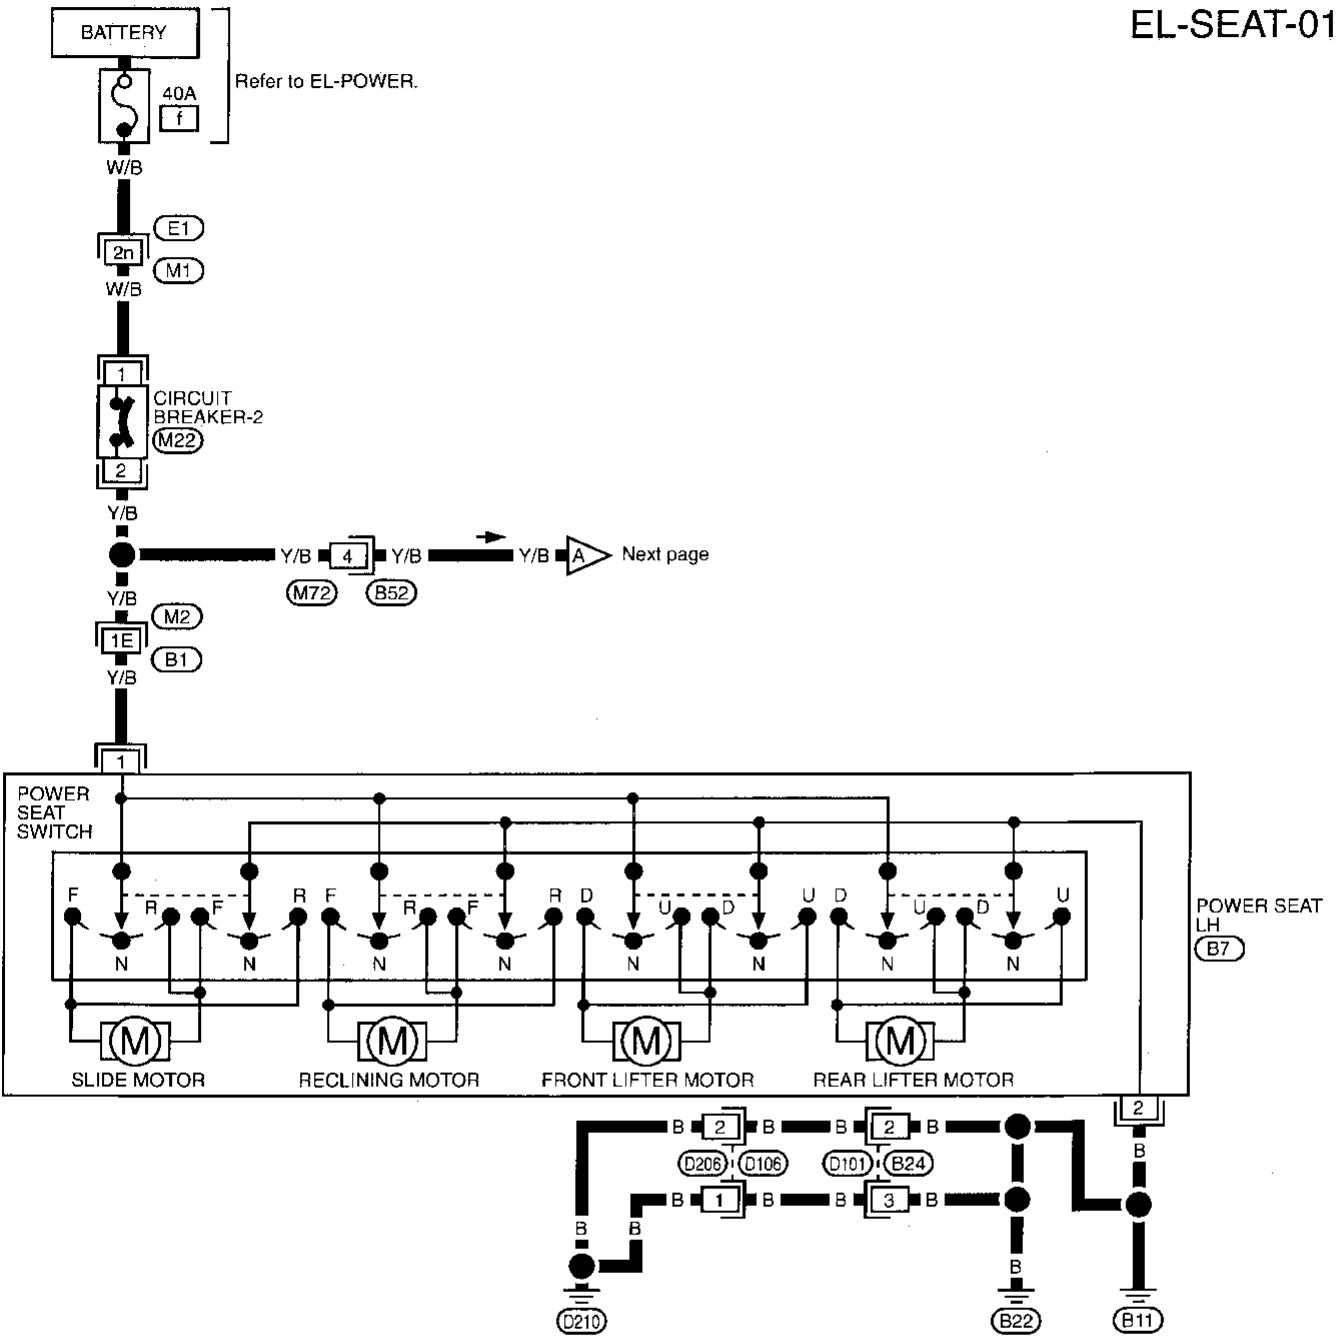 EL-SEAT-01
BATTERY
Refer to EL-POWER.
40A
f
W/B
E1
2n
M1
W/B
1
CIRCUIT
BREAKER-2
M22
2
Y/B
Y/B 4 Y/B Y/B A Next page
M72 B52
Y/B
M2
1E
B1
Y/B
1
POWER
SEAT
SWITCH
F R F R F R F R D U D U D U D U
N N N N N N N N
POWER SEAT
LH
B7
M M M M
SLIDE MOTOR RECLINING MOTOR FRONT LIFTER MOTOR REAR LIFTER MOTOR
2
B 2 B B 2 B
B
D206 D106 D101 B24
B 1 B B 3 B
B B
B
D210 B22 B11